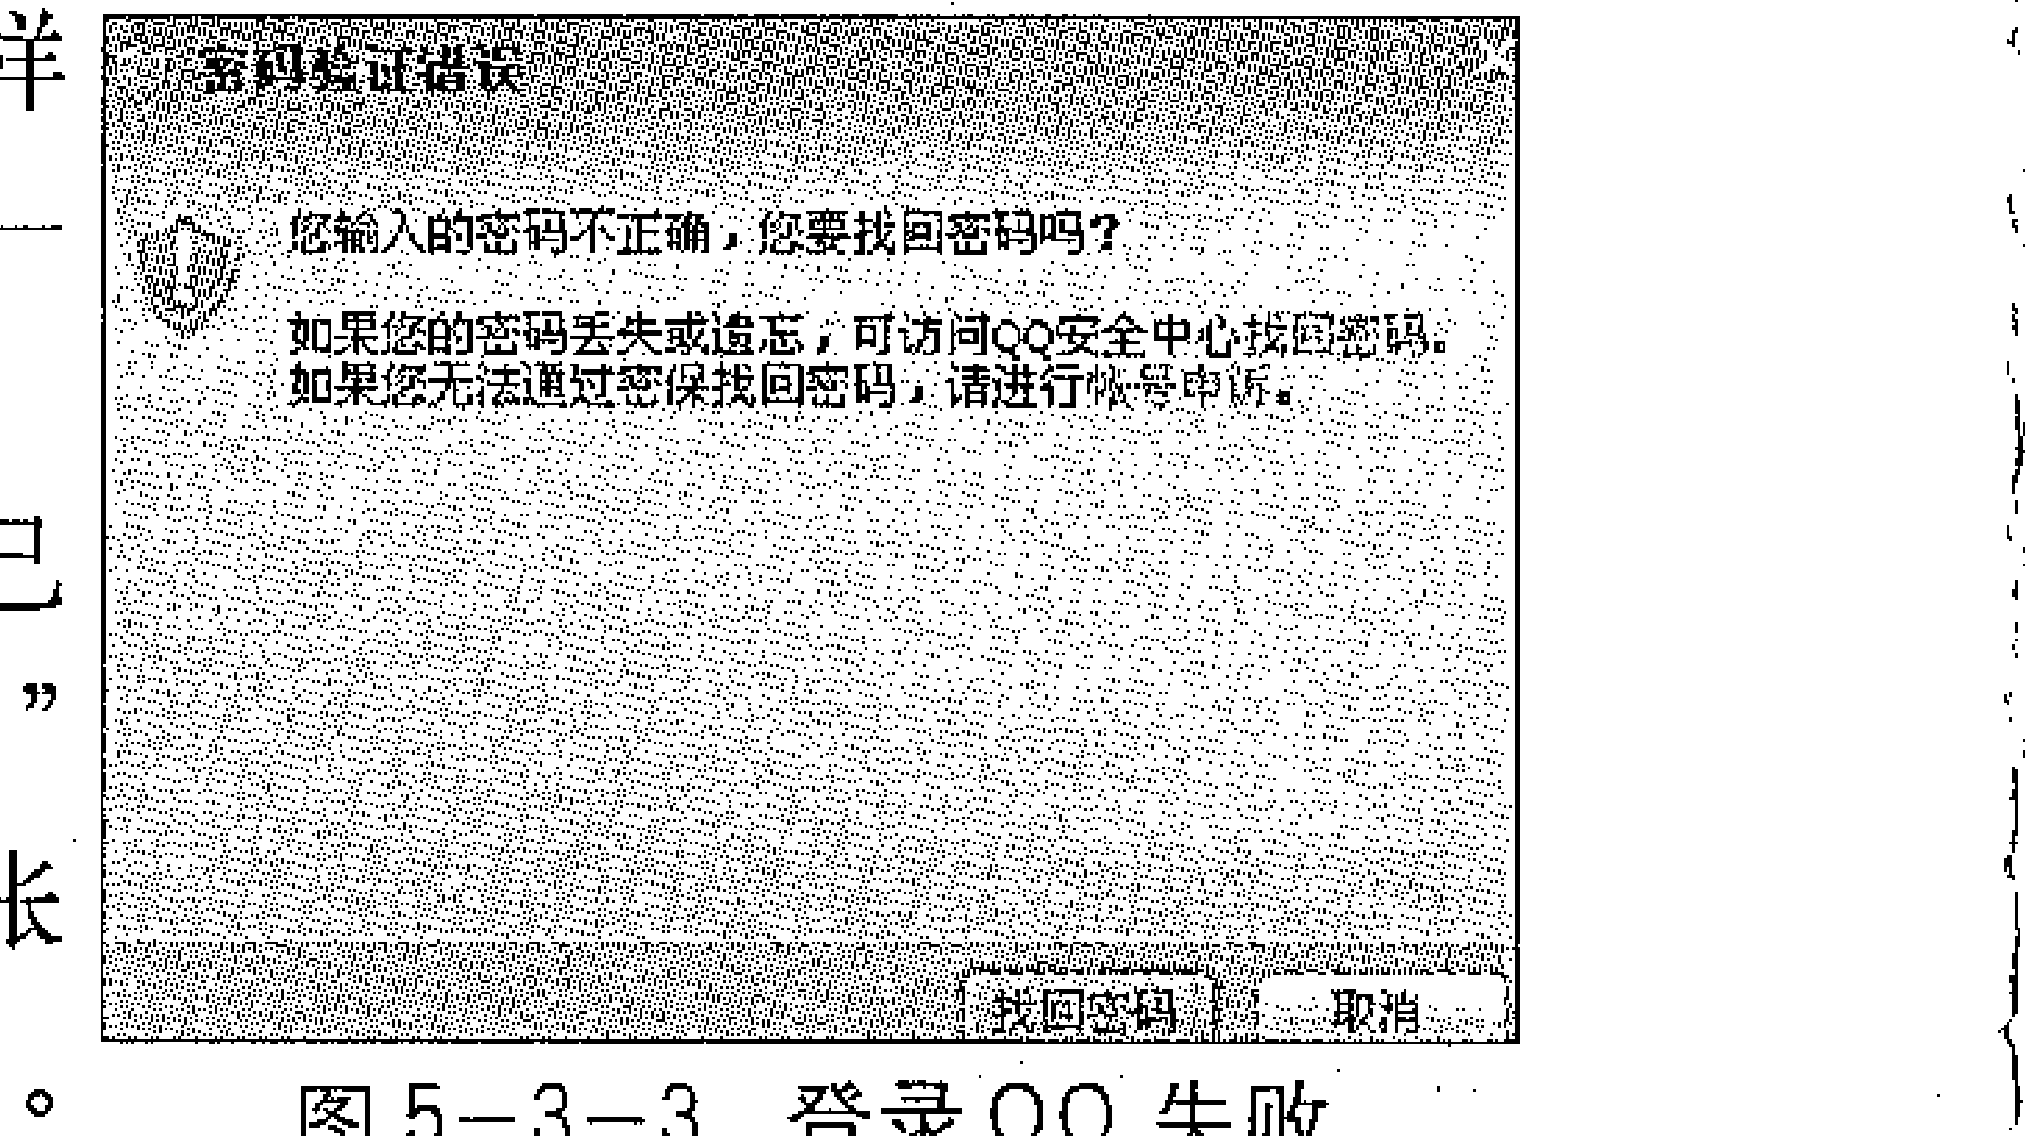 样
密码验证错误
您输入的密码不正确，您要找回密码吗？
如果您的密码丢失或遗忘，可访问QQ安全中心找回密码。
如果您无法通过密保找回密码，请进行帐号申诉。
一
己
”
长
。
找回密码 取消
图 5-3-3 登录 QQ 失败